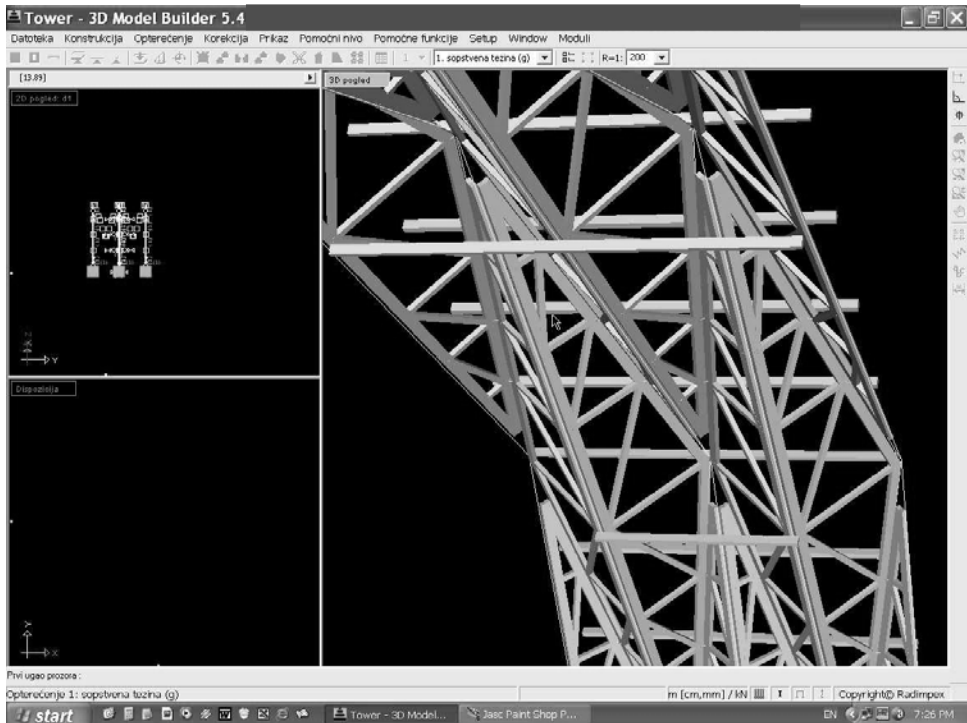 Tower - 3D Model Builder 5.4
Datoteka Konstrukcija Opterećenje Korekcija Prikaz Pomoćni nivo Pomoćne funkcije Setup Window Moduli
1 1. sopstvena tezina (g) R=1: 200
[13.89]
3D pogled
2D pogled: d1
Y
Dispozicija
Y
X
Prvi ugao prozora :
Opterećenje 1: sopstvena tezina (g) m [cm,mm] / kN Copyright© Radimpex
start Tower - 3D Model... Jasc Paint Shop P... EN 7:26 PM